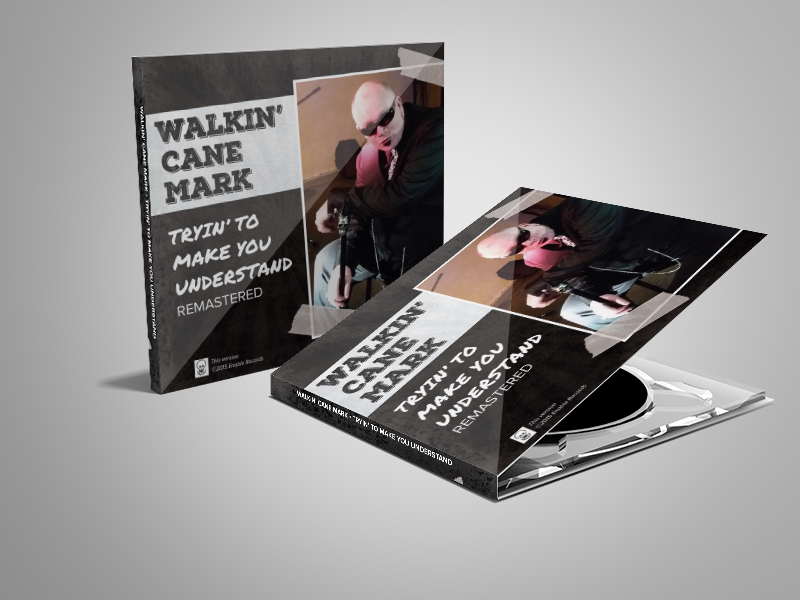 WALKIN' CANE MARK • TRYIN' TO MAKE YOU UNDERSTAND
WALKIN'
CANE
MARK
TRYIN' TO
MAKE YOU
UNDERSTAND
REMASTERED
This version
©2015 Enable Records
WALKIN'
CANE
MARK
TRYIN' TO
MAKE YOU
UNDERSTAND
REMASTERED
This version
©2015 Enable Records
WALKIN' CANE MARK • TRYIN' TO MAKE YOU UNDERSTAND